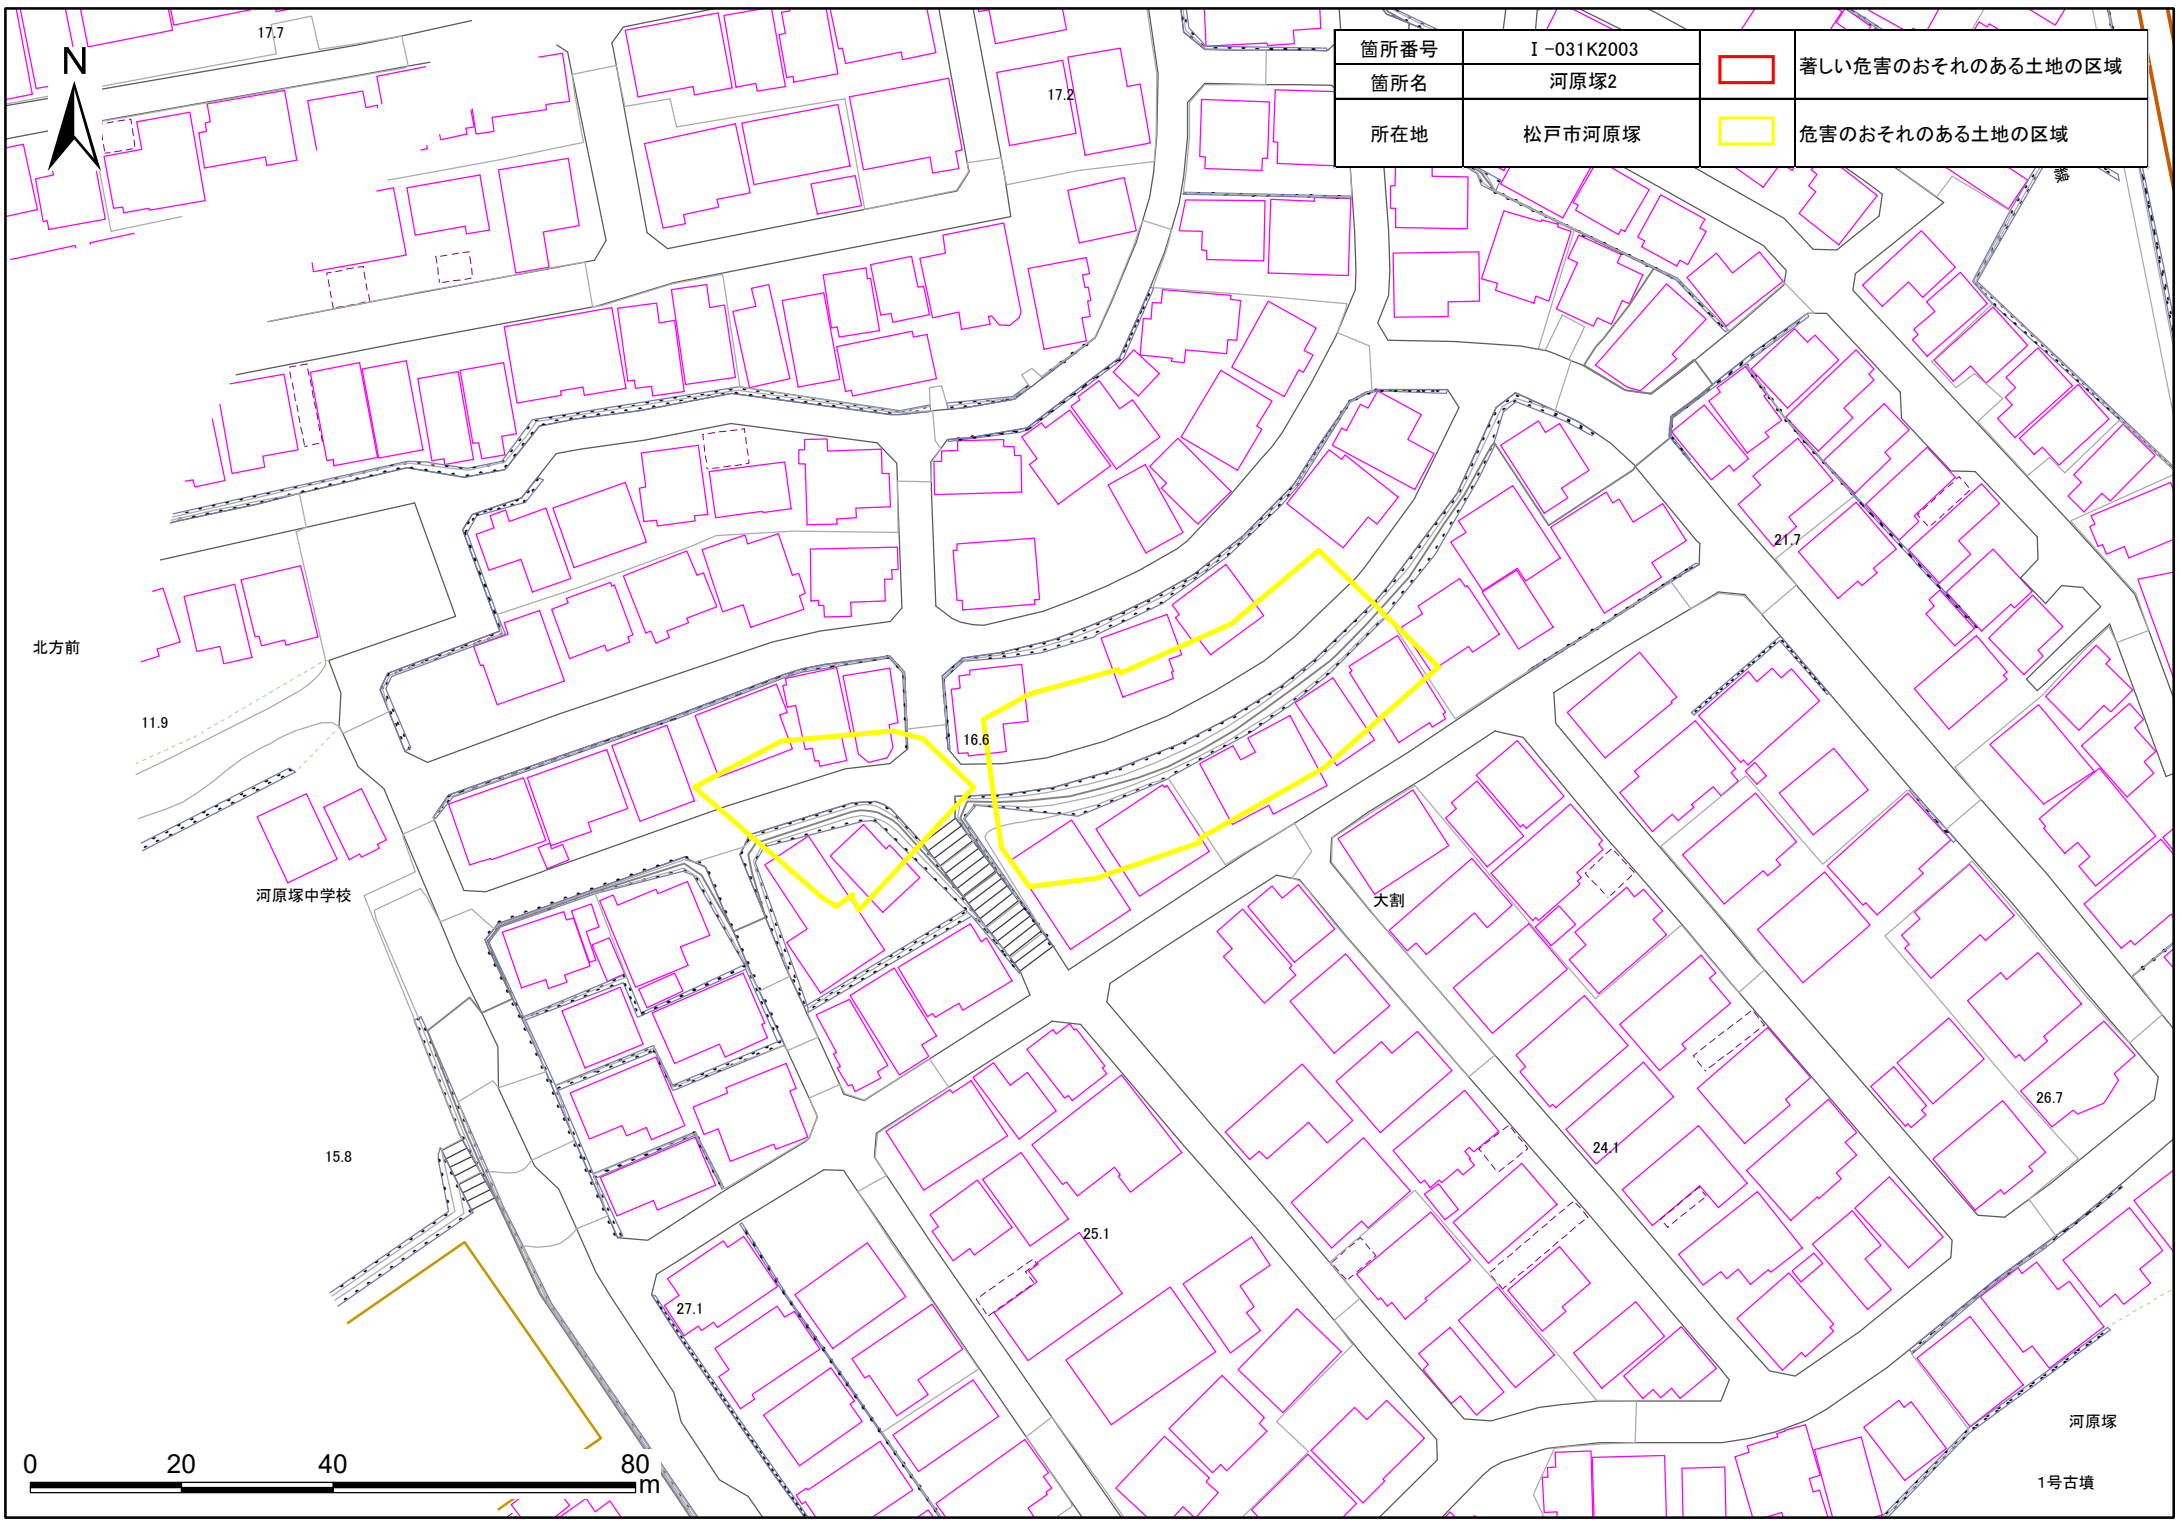 箇所番号 Ⅰ-031K2003 著しい危害のおそれのある土地の区域
箇所名 河原塚2
所在地 松戸市河原塚 危害のおそれのある土地の区域
N
17.7
17.2
線
21.7
北方前
11.9
16.6
河原塚中学校
大割
15.8
26.7
24.1
25.1
27.1
河原塚
1号古墳
0 20 40 80
m